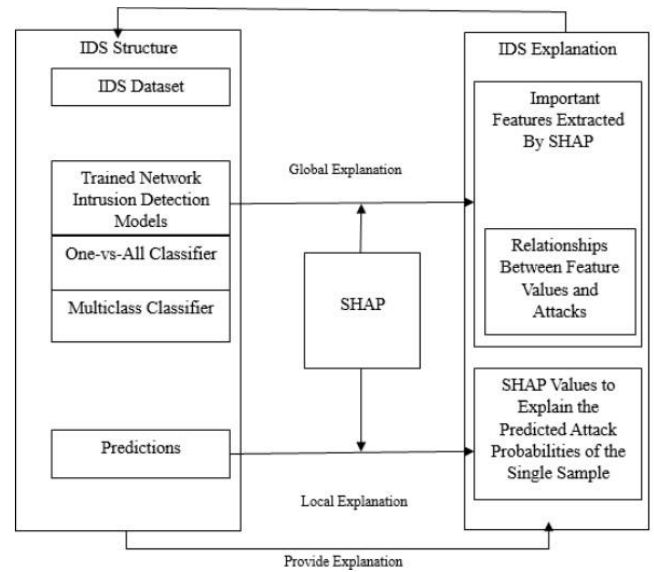 IDS Structure
IDS Dataset
Trained Network
Intrusion Detection
Models
One-vs-All Classifier
Multiclass Classifier
Predictions
Global Explanation
SHAP
Local Explanation
Provide Explanation
IDS Explanation
Important
Features Extracted
By SHAP
Relationships
Between Feature
Values and
Attacks
SHAP Values to
Explain the
Predicted Attack
Probabilities of the
Single Sample